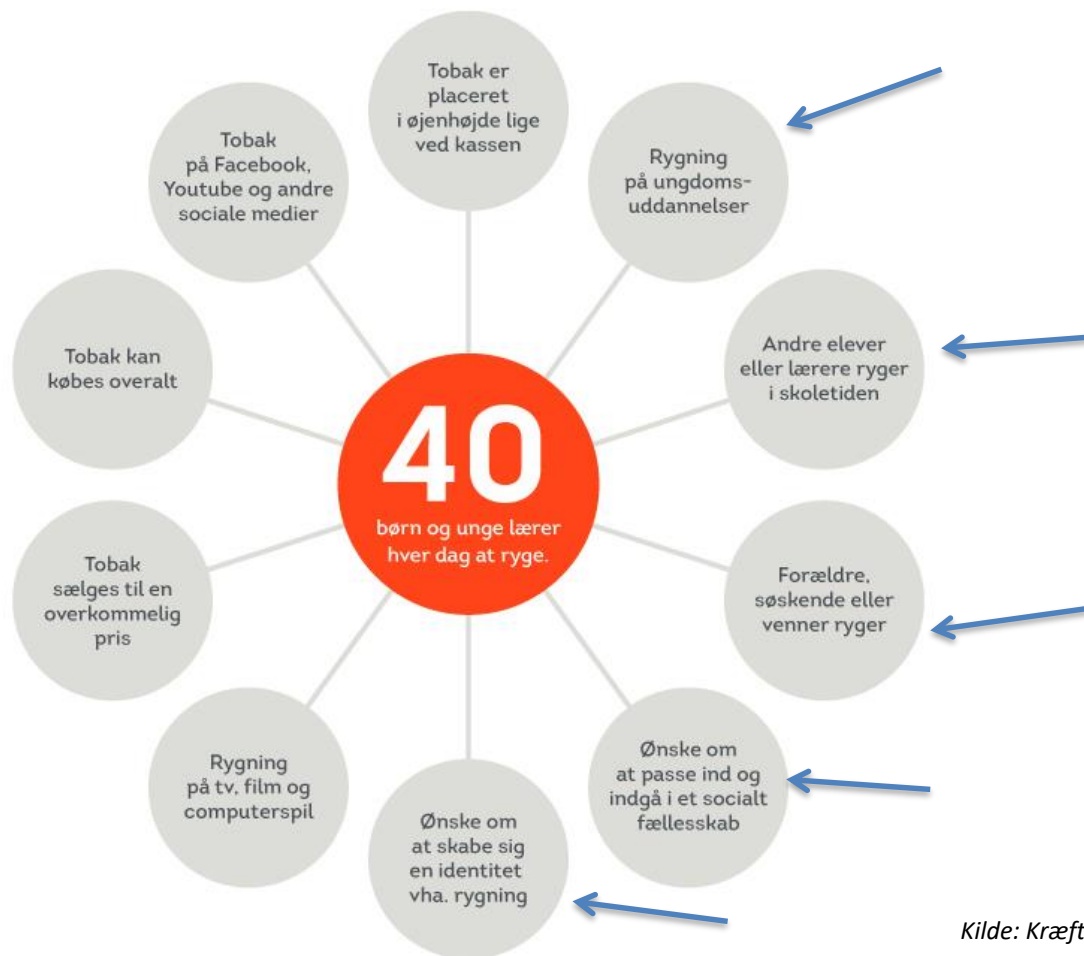 Tobak er
placeret
i øjenhøjde lige
ved kassen
Rygning
på ungdoms-
uddannelser
Andre elever
eller lærere ryger
i skoletiden
Forældre,
søskende eller
venner ryger
Ønske om
at passe ind og
indgå i et socialt
fællesskab
Ønske om
at skabe sig
en identitet
vha. rygning
Rygning
på tv, film og
computerspil
Tobak
sælges til en
overkommelig
pris
Tobak kan
købes overalt
Tobak
på Facebook,
Youtube og andre
sociale medier
40
børn og unge lærer
hver dag at ryge.
Kilde: Kræft